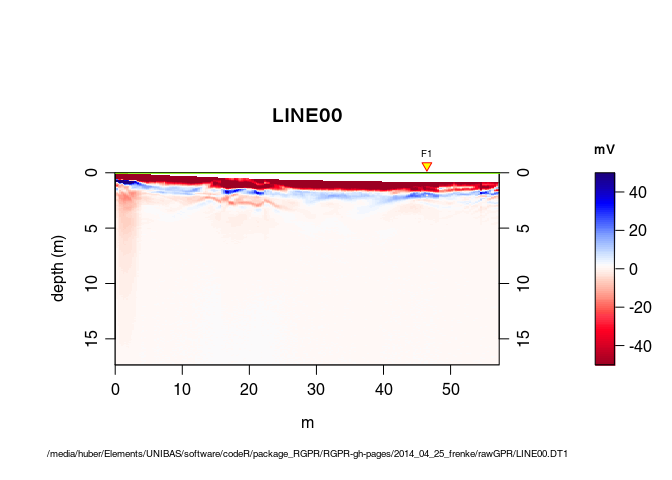 LINE00
F1
mV
0
5
10
15
depth (m)
0
5
10
15
40
20
0
-20
-40
0 10 20 30 40 50
m
/media/huber/Elements/UNIBAS/software/codeR/package_RGPR/RGPR-gh-pages/2014_04_25_frenke/rawGPR/LINE00.DT1